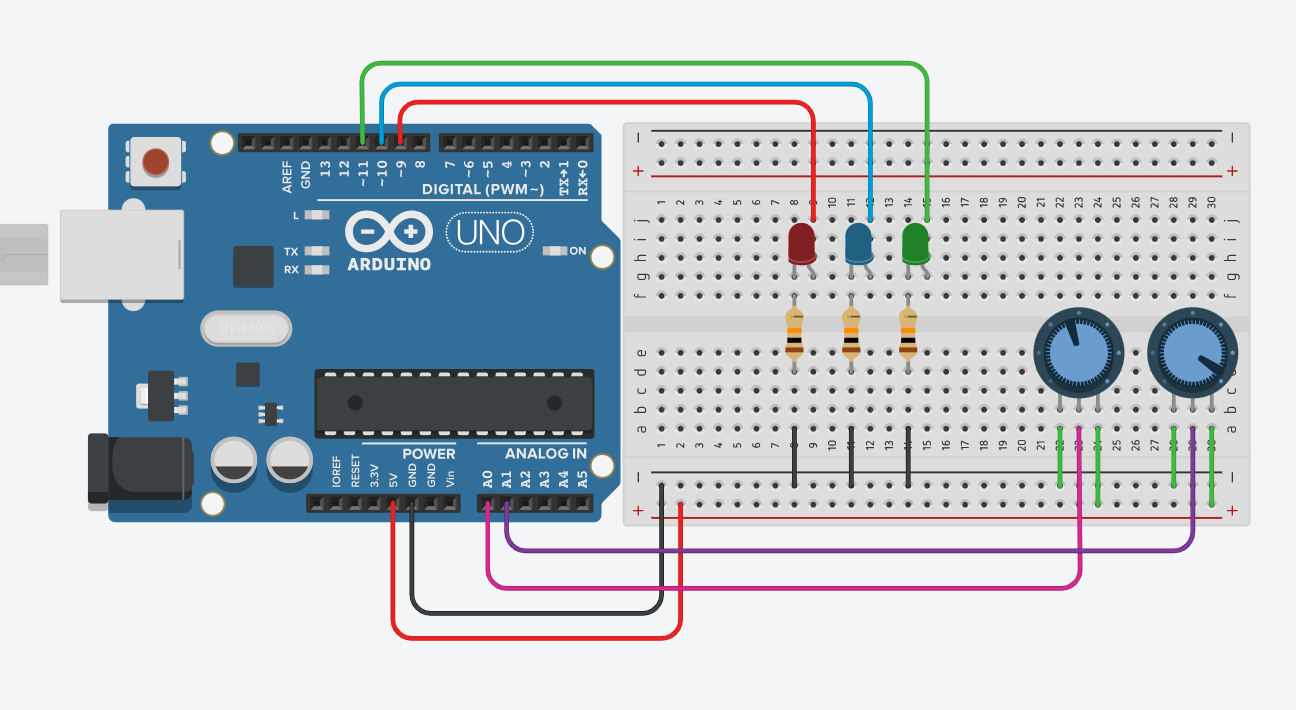 AREF GND 13 12 ~11 ~10 ~9 8 7 ~6 ~5 4 ~3 2 TX→1 RX←0
DIGITAL (PWM ~)
L
TX
RX
UNO
ON
ARDUINO
SPK16.000G
POWER
ANALOG IN
IOREF RESET 3.3V 5V GND GND Vin A0 A1 A2 A3 A4 A5
− −
+ +
1 2 3 4 5 6 7 8 9 10 11 12 13 14 15 16 17 18 19 20 21 22 23 24 25 26 27 28 29 30
j j
i i
h h
g g
f f
e
d
c c
b b
a a
1 2 3 4 5 6 7 8 9 10 11 12 13 14 15 16 17 18 19 20 21 22 23 24 25 26 27 28 29 30
− −
+ +